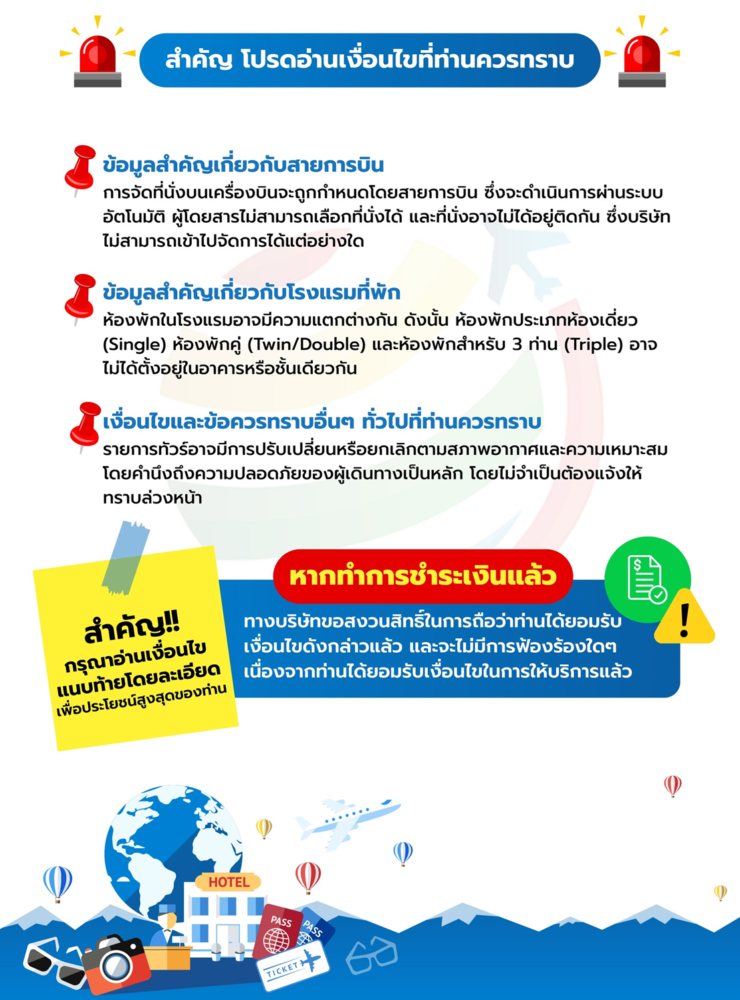 สำคัญ โปรดอ่านเงื่อนไขที่ท่านควรทราบ
ข้อมูลสำคัญเกี่ยวกับสายการบิน
การจัดที่นั่งบนเครื่องบินจะถูกกำหนดโดยสายการบิน ซึ่งจะดำเนินการผ่านระบบ
อัตโนมัติ ผู้โดยสารไม่สามารถเลือกที่นั่งได้ และที่นั่งอาจไม่ได้อยู่ติดกัน ซึ่งบริษัท
ไม่สามารถเข้าไปจัดการได้แต่อย่างใด
ข้อมูลสำคัญเกี่ยวกับโรงแรมที่พัก
ห้องพักในโรงแรมอาจมีความแตกต่างกัน ดังนั้น ห้องพักประเภทห้องเดี่ยว
(Single) ห้องพักคู่ (Twin/Double) และห้องพักสำหรับ 3 ท่าน (Triple) อาจ
ไม่ได้ตั้งอยู่ในอาคารหรือชั้นเดียวกัน
เงื่อนไขและข้อควรทราบอื่นๆ ทั่วไปที่ท่านควรทราบ
รายการทัวร์อาจมีการปรับเปลี่ยนหรือยกเลิกตามสภาพอากาศและความเหมาะสม
โดยคำนึงถึงความปลอดภัยของผู้เดินทางเป็นหลัก โดยไม่จำเป็นต้องแจ้งให้
ทราบล่วงหน้า
สำคัญ!!
กรุณาอ่านเงื่อนไข
แนบท้ายโดยละเอียด
เพื่อประโยชน์สูงสุดของท่าน
หากทำการชำระเงินแล้ว
ทางบริษัทขอสงวนสิทธิ์ในการถือว่าท่านได้ยอมรับ
เงื่อนไขดังกล่าวแล้ว และจะไม่มีการฟ้องร้องใดๆ
เนื่องจากท่านได้ยอมรับเงื่อนไขในการให้บริการแล้ว
$
!
HOTEL
PASS
PASS
TICKET